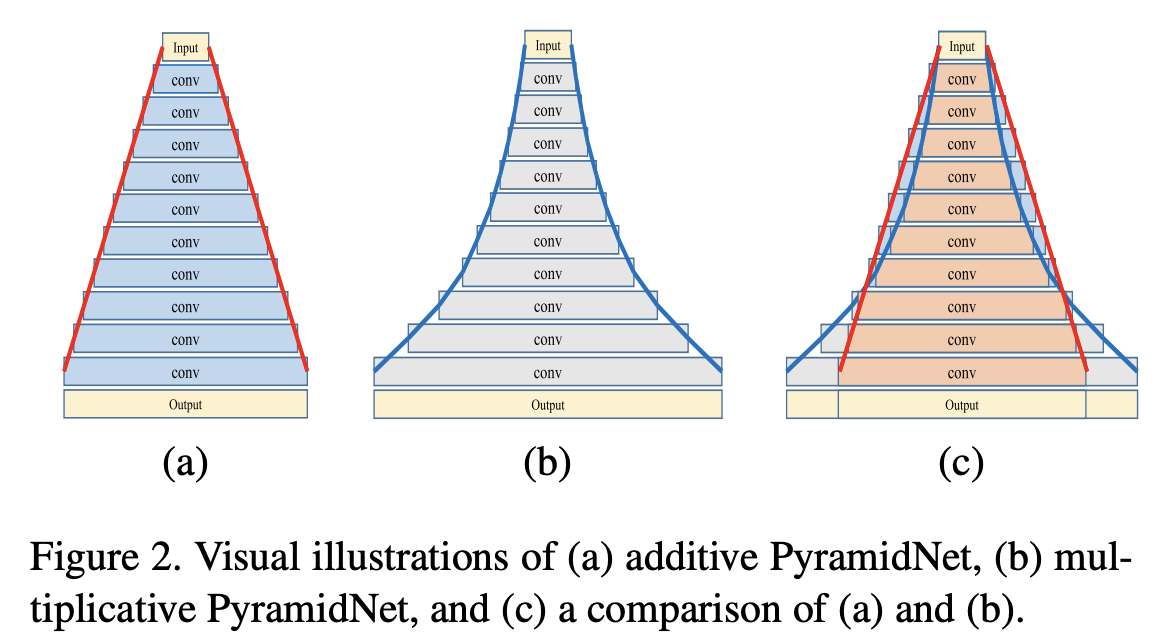 Input
conv
conv
conv
conv
conv
conv
conv
conv
conv
conv
Output
(a)
Input
conv
conv
conv
conv
conv
conv
conv
conv
conv
conv
Output
(b)
Input
conv
conv
conv
conv
conv
conv
conv
conv
conv
conv
Output
(c)
Figure 2. Visual illustrations of (a) additive PyramidNet, (b) mul-
tiplicative PyramidNet, and (c) a comparison of (a) and (b).